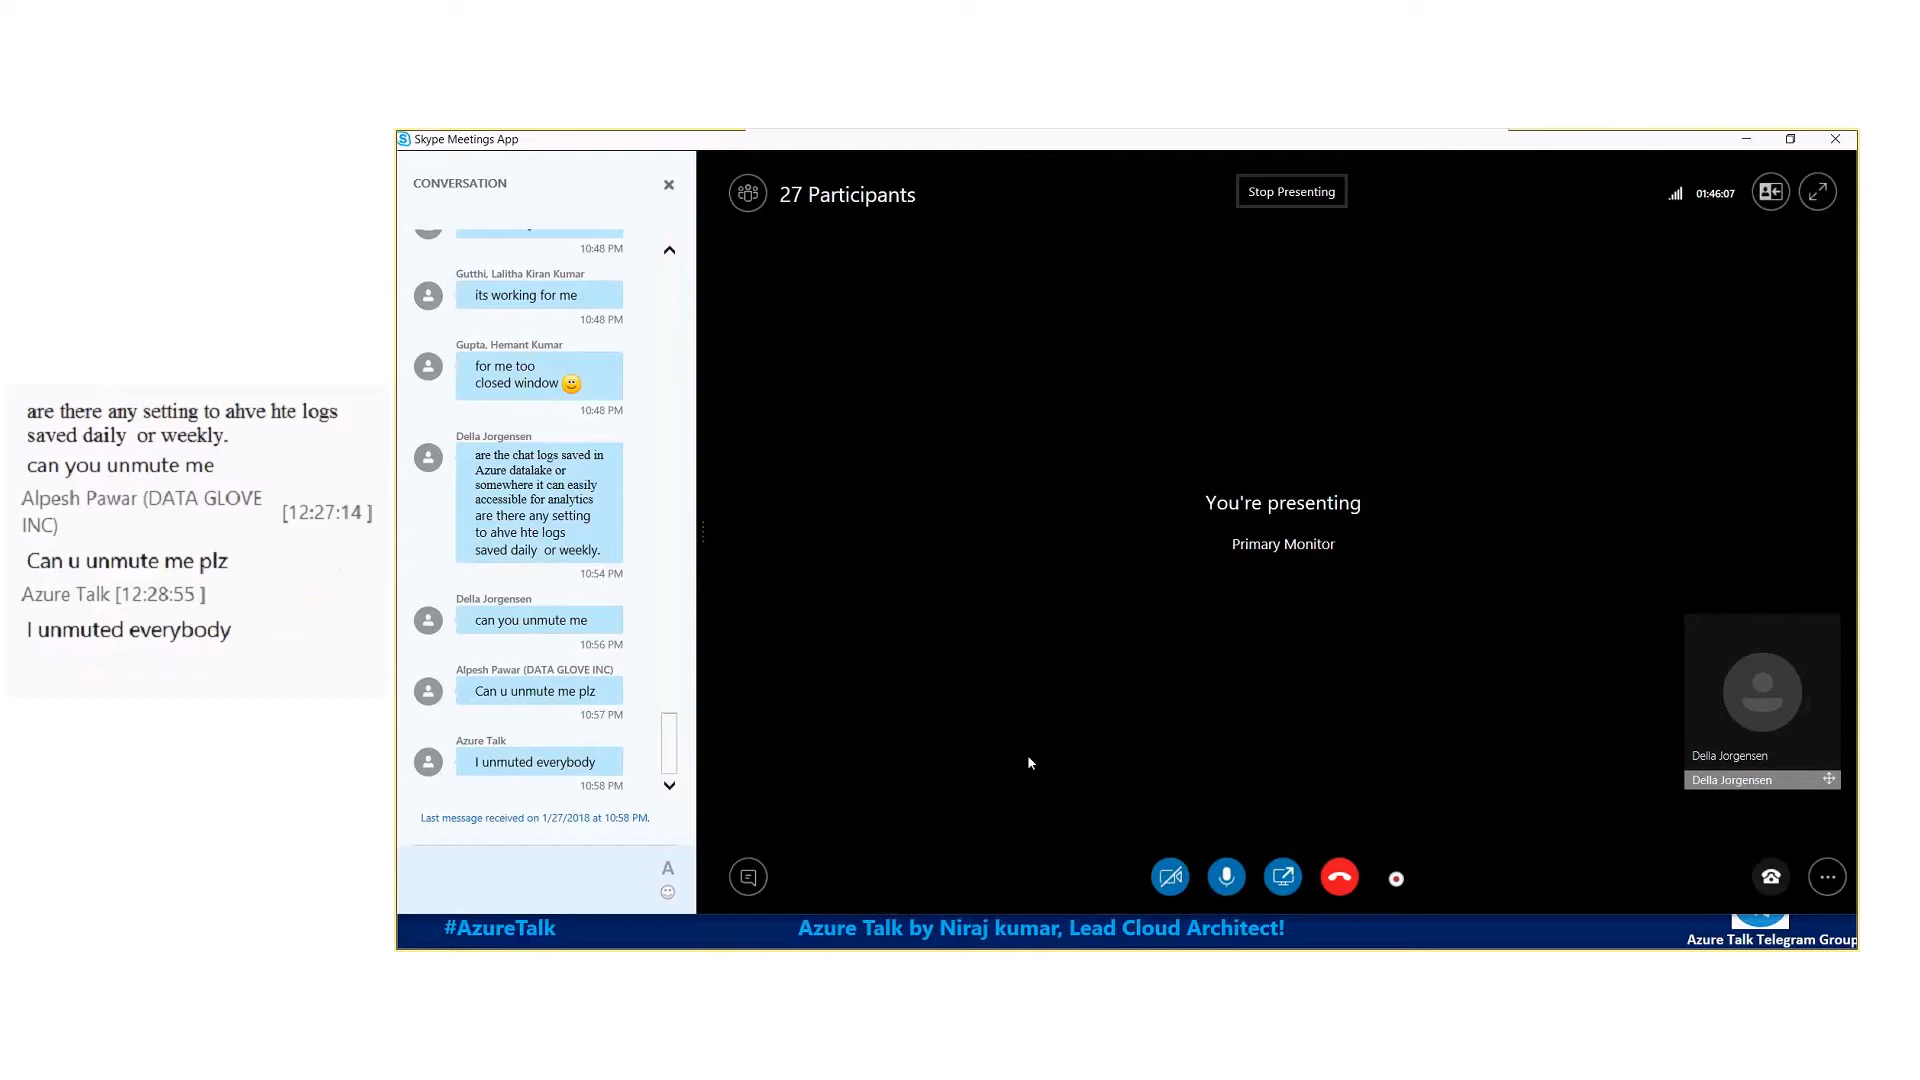 are there any setting to ahve hte logs
saved daily or weekly.
can you unmute me
Alpesh Pawar (DATA GLOVE
INC)
[12:27:14 ]
Can u unmute me plz
Azure Talk [12:28:55 ]
I unmuted everybody
Skype Meetings App
CONVERSATION
10:48 PM
Gutthi, Lalitha Kiran Kumar
its working for me
10:48 PM
Gupta, Hemant Kumar
for me too
closed window
10:48 PM
Della Jorgensen
are the chat logs saved in
Azure datalake or
somewhere it can easily
accessible for analytics
are there any setting
to ahve hte logs
saved daily or weekly.
10:54 PM
Della Jorgensen
can you unmute me
10:56 PM
Alpesh Pawar (DATA GLOVE INC)
Can u unmute me plz
10:57 PM
Azure Talk
I unmuted everybody
10:58 PM
Last message received on 1/27/2018 at 10:58 PM.
A
27 Participants
Stop Presenting
01:46:07
You're presenting
Primary Monitor
Della Jorgensen
Della Jorgensen
#AzureTalk
Azure Talk by Niraj kumar, Lead Cloud Architect!
Azure Talk Telegram Group